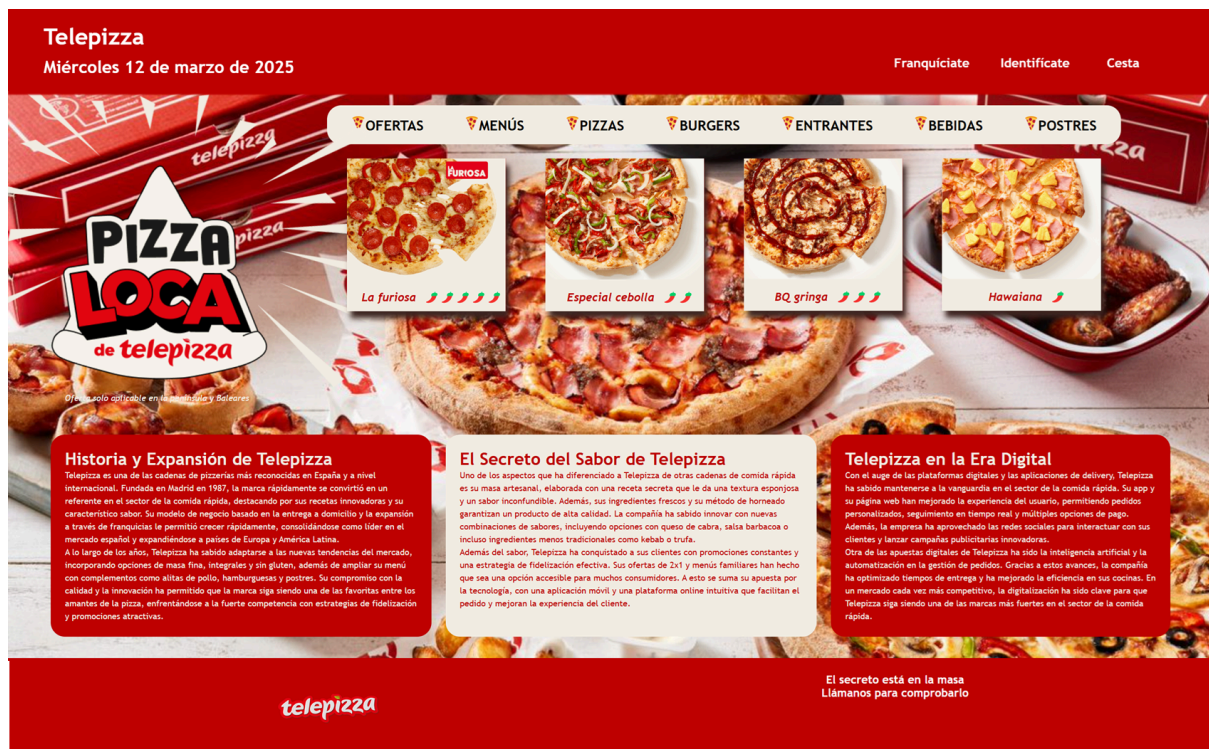 Telepizza
Miércoles 12 de marzo de 2025
Franquíciate Identifícate Cesta
OFERTAS MENÚS PIZZAS BURGERS ENTRANTES BEBIDAS POSTRES
telepizza
pizza
zza
LA FURIOSA
PIZZA
LOCA
de telepizza
La furiosa
Especial cebolla
BQ gringa
Hawaiana
Oferta solo aplicable en la península y Baleares
Historia y Expansión de Telepizza
Telepizza es una de las cadenas de pizzerías más reconocidas en España y a nivel
internacional. Fundada en Madrid en 1987, la marca rápidamente se convirtió en un
referente en el sector de la comida rápida, destacando por sus recetas innovadoras y su
característico sabor. Su modelo de negocio basado en la entrega a domicilio y la expansión
a través de franquicias le permitió crecer rápidamente, consolidándose como líder en el
mercado español y expandiéndose a países de Europa y América Latina.
A lo largo de los años, Telepizza ha sabido adaptarse a las nuevas tendencias del mercado,
incorporando opciones de masa fina, integrales y sin gluten, además de ampliar su menú
con complementos como alitas de pollo, hamburguesas y postres. Su compromiso con la
calidad y la innovación ha permitido que la marca siga siendo una de las favoritas entre los
amantes de la pizza, enfrentándose a la fuerte competencia con estrategias de fidelización
y promociones atractivas.
El Secreto del Sabor de Telepizza
Uno de los aspectos que ha diferenciado a Telepizza de otras cadenas de comida rápida
es su masa artesanal, elaborada con una receta secreta que le da una textura esponjosa
y un sabor inconfundible. Además, sus ingredientes frescos y su método de horneado
garantizan un producto de alta calidad. La compañía ha sabido innovar con nuevas
combinaciones de sabores, incluyendo opciones con queso de cabra, salsa barbacoa o
incluso ingredientes menos tradicionales como kebab o trufa.
Además del sabor, Telepizza ha conquistado a sus clientes con promociones constantes y
una estrategia de fidelización efectiva. Sus ofertas de 2x1 y menús familiares han hecho
que sea una opción accesible para muchos consumidores. A esto se suma su apuesta por
la tecnología, con una aplicación móvil y una plataforma online intuitiva que facilitan el
pedido y mejoran la experiencia del cliente.
Telepizza en la Era Digital
Con el auge de las plataformas digitales y las aplicaciones de delivery, Telepizza
ha sabido mantenerse a la vanguardia en el sector de la comida rápida. Su app y
su página web han mejorado la experiencia del usuario, permitiendo pedidos
personalizados, seguimiento en tiempo real y múltiples opciones de pago.
Además, la empresa ha aprovechado las redes sociales para interactuar con sus
clientes y lanzar campañas publicitarias innovadoras.
Otra de las apuestas digitales de Telepizza ha sido la inteligencia artificial y la
automatización en la gestión de pedidos. Gracias a estos avances, la compañía
ha optimizado tiempos de entrega y ha mejorado la eficiencia en sus cocinas. En
un mercado cada vez más competitivo, la digitalización ha sido clave para que
Telepizza siga siendo una de las marcas más fuertes en el sector de la comida
rápida.
telepizza
El secreto está en la masa
Llámanos para comprobarlo